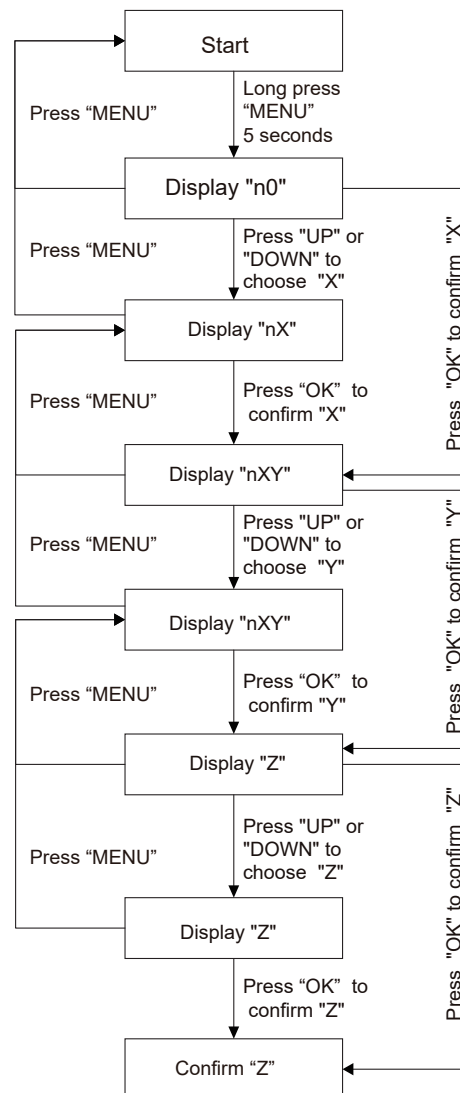 Start
Press “MENU”
Long press
“MENU”
5 seconds
Display "n0"
Press “MENU”
Press "UP" or
"DOWN" to
choose "X"
Press "OK" to confirm "X"
Display "nX"
Press “MENU”
Press “OK” to
confirm "X"
Display "nXY"
Press “MENU”
Press "UP" or
"DOWN" to
choose "Y"
Press "OK" to confirm "Y"
Display "nXY"
Press “MENU”
Press “OK” to
confirm "Y"
Display "Z"
Press “MENU”
Press "UP" or
"DOWN" to
choose "Z"
Press "OK" to confirm "Z"
Display "Z"
Press “OK” to
confirm "Z"
Confirm “Z”